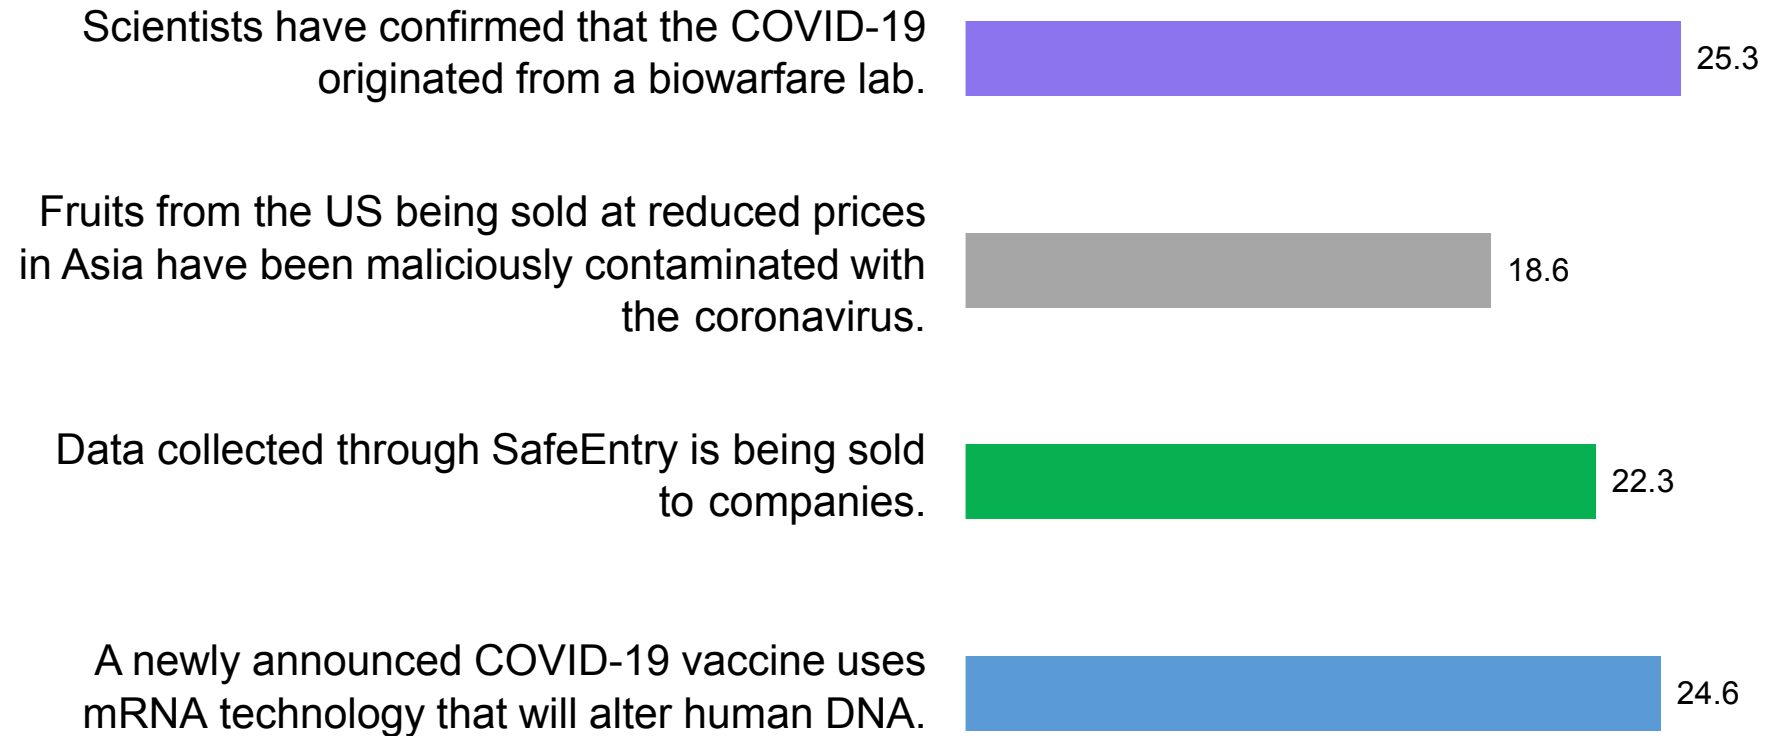 Scientists have confirmed that the COVID-19
originated from a biowarfare lab.
25.3
Fruits from the US being sold at reduced prices
in Asia have been maliciously contaminated with
the coronavirus.
18.6
Data collected through SafeEntry is being sold
to companies.
22.3
A newly announced COVID-19 vaccine uses
mRNA technology that will alter human DNA.
24.6